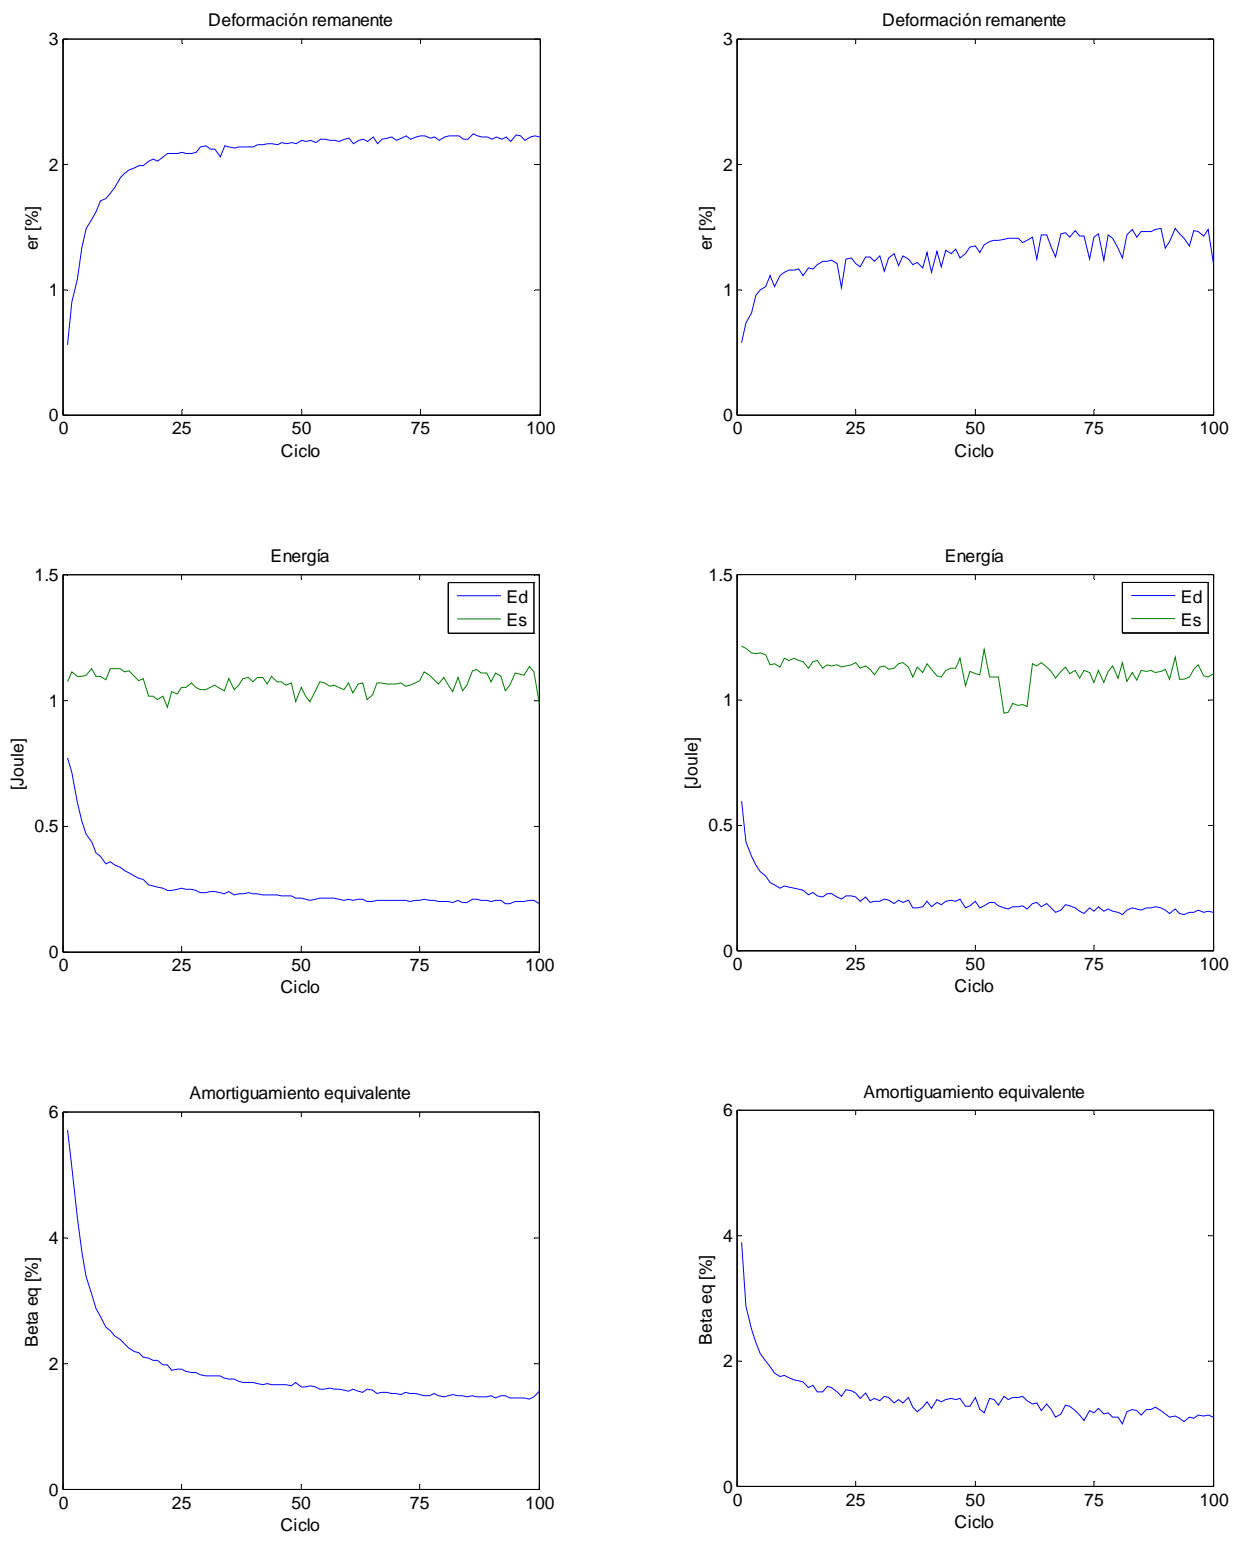 Deformación remanente
3
2
1
0
er [%]
0 25 50 75 100
Ciclo
Deformación remanente
3
2
1
0
er [%]
0 25 50 75 100
Ciclo
Energía
1.5
1
0.5
0
[Joule]
Ed
Es
0 25 50 75 100
Ciclo
Energía
1.5
1
0.5
0
[Joule]
Ed
Es
0 25 50 75 100
Ciclo
Amortiguamiento equivalente
6
4
2
0
Beta eq [%]
0 25 50 75 100
Ciclo
Amortiguamiento equivalente
6
4
2
0
Beta eq [%]
0 25 50 75 100
Ciclo